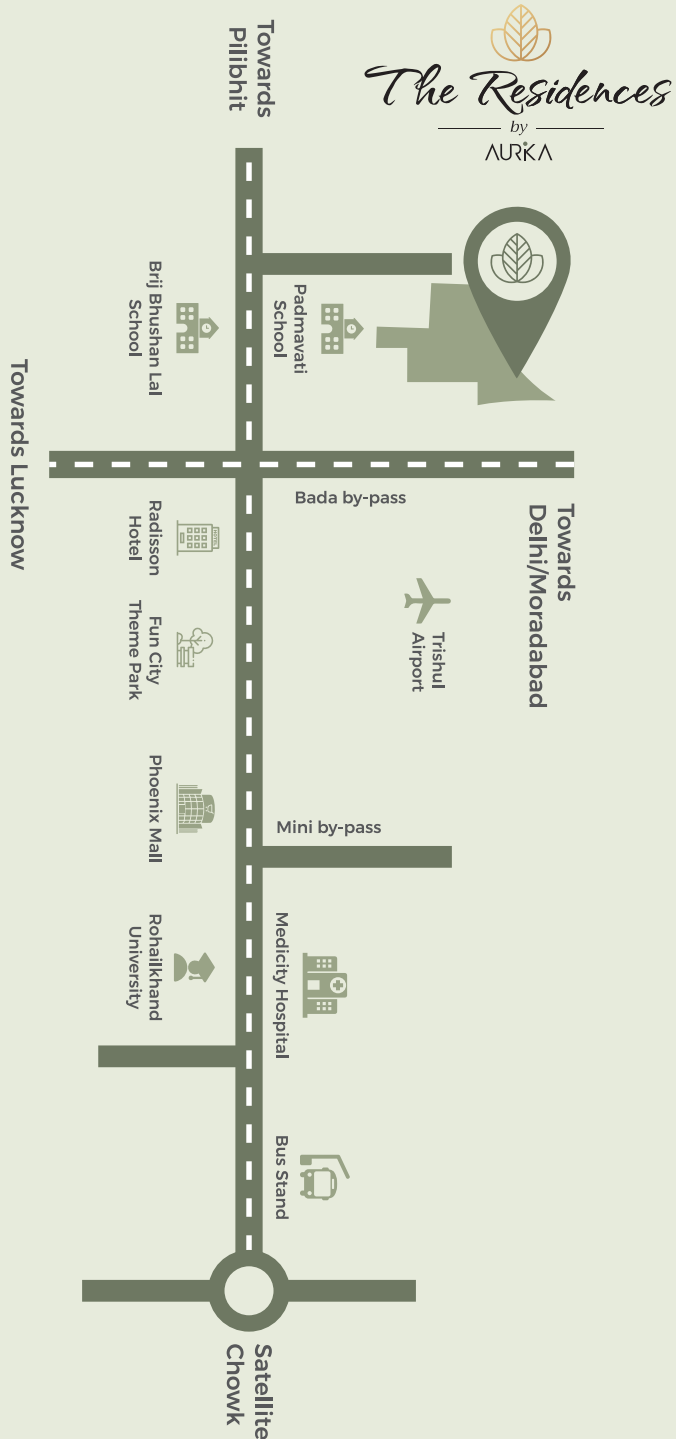 The Residences
by
AURIKA
Towards
Pilibhit
Brij Bhushan Lal
School
Padmavati
School
Towards Lucknow
Bada by-pass
Towards
Delhi/Moradabad
Radisson
Hotel
HOTEL
Trishul
Airport
Fun City
Theme Park
Phoenix Mall
Mini by-pass
Rohailkhand
University
Medicity Hospital
Bus Stand
Satellite
Chowk